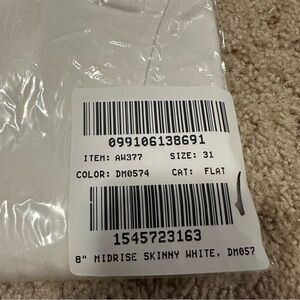 099106138691
ITEM: AW377 SIZE: 31
COLOR: DM0574 CAT: FLAT
1545723163
8" MIDRISE SKINNY WHITE, DM057